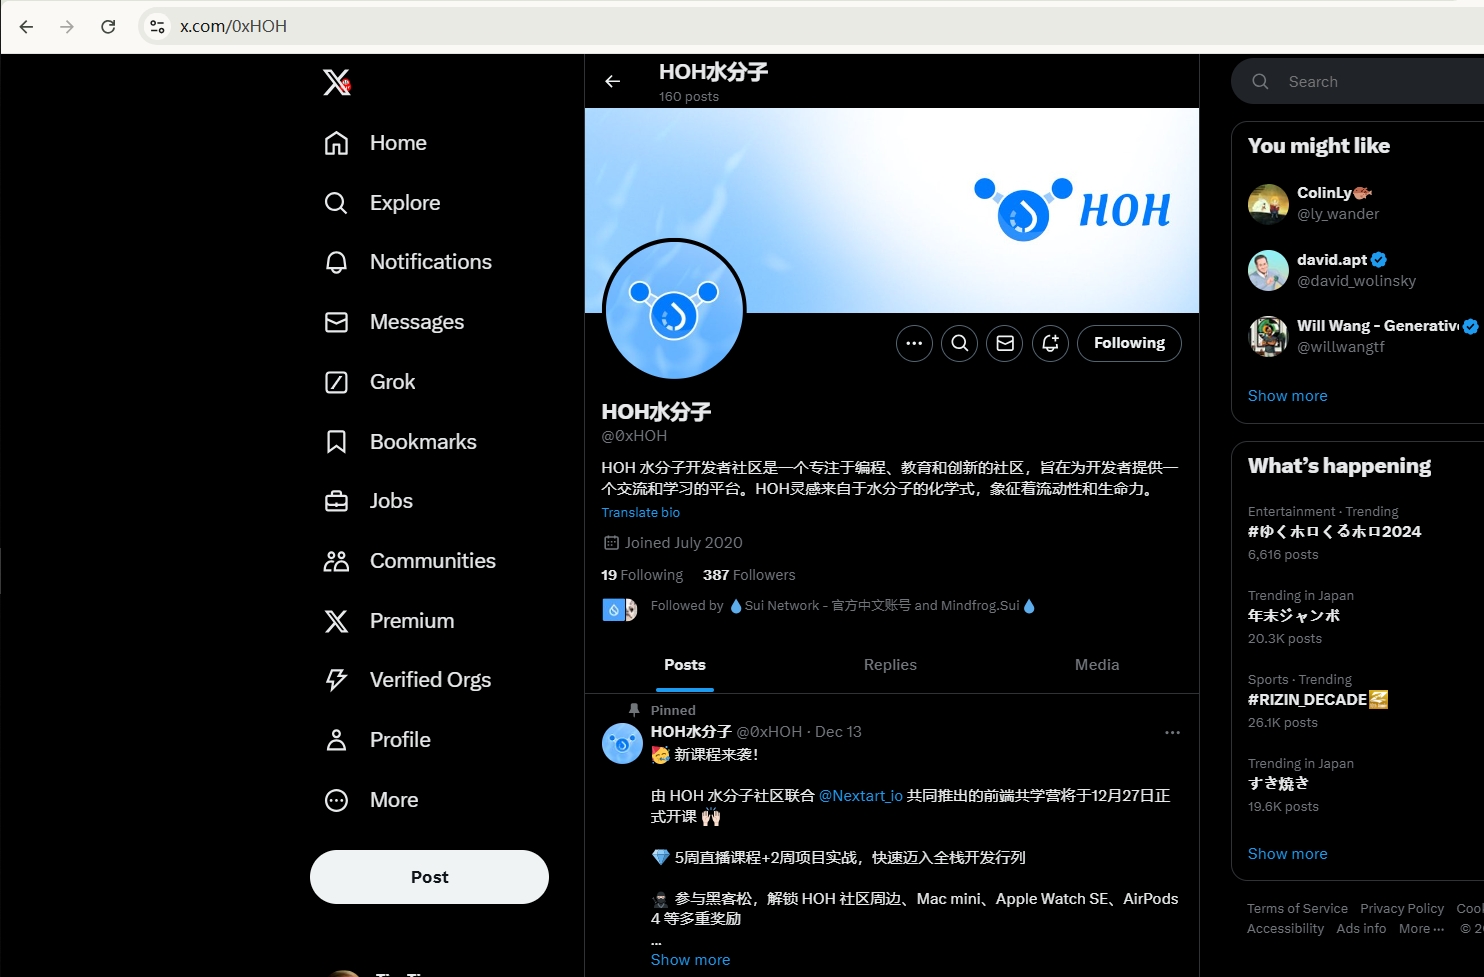 x.com/0xHOH
Home
Explore
Notifications
Messages
Grok
Bookmarks
Jobs
Communities
Premium
Verified Orgs
Profile
More
Post
HOH水分子
160 posts
HOH
Following
HOH水分子
@0xHOH
HOH 水分子开发者社区是一个专注于编程、教育和创新的社区，旨在为开发者提供一
个交流和学习的平台。HOH灵感来自于水分子的化学式，象征着流动性和生命力。
Translate bio
Joined July 2020
19 Following 387 Followers
Followed by 💧Sui Network - 官方中文账号 and Mindfrog.Sui💧
Posts Replies Media
Pinned
HOH水分子 @0xHOH · Dec 13
🥳 新课程来袭！
由 HOH 水分子社区联合 @Nextart_io 共同推出的前端共学营将于12月27日正
式开课 🙌🏻
💎 5周直播课程+2周项目实战，快速迈入全栈开发行列
参与黑客松，解锁 HOH 社区周边、Mac mini、Apple Watch SE、AirPods
4 等多重奖励
...
Show more
Search
You might like
ColinLy
@ly_wander
david.apt
@david_wolinsky
Will Wang - Generativ
@willwangtf
Show more
What’s happening
Entertainment · Trending
#ゆくホロくるホロ2024
6,616 posts
Trending in Japan
年末ジャンボ
20.3K posts
Sports · Trending
#RIZIN_DECADE
26.1K posts
Trending in Japan
すき焼き
19.6K posts
Show more
Terms of Service Privacy Policy
Accessibility Ads info More ··· ©